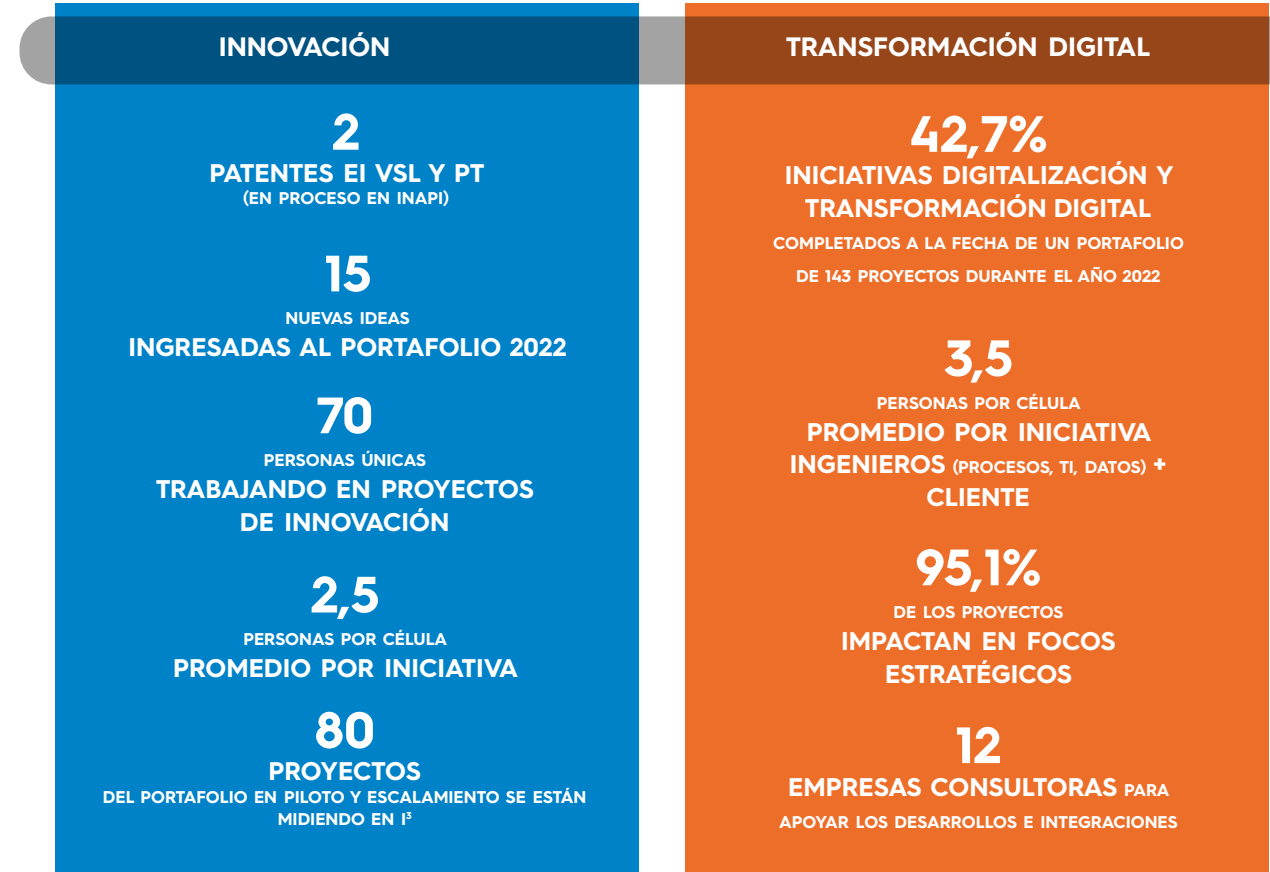 INNOVACIÓN
2
PATENTES EI VSL Y PT
(EN PROCESO EN INAPI)
15
NUEVAS IDEAS
INGRESADAS AL PORTAFOLIO 2022
70
PERSONAS ÚNICAS
TRABAJANDO EN PROYECTOS
DE INNOVACIÓN
2,5
PERSONAS POR CÉLULA
PROMEDIO POR INICIATIVA
80
PROYECTOS
DEL PORTAFOLIO EN PILOTO Y ESCALAMIENTO SE ESTÁN
MIDIENDO EN I³
TRANSFORMACIÓN DIGITAL
42,7%
INICIATIVAS DIGITALIZACIÓN Y
TRANSFORMACIÓN DIGITAL
COMPLETADOS A LA FECHA DE UN PORTAFOLIO
DE 143 PROYECTOS DURANTE EL AÑO 2022
3,5
PERSONAS POR CÉLULA
PROMEDIO POR INICIATIVA
INGENIEROS (PROCESOS, TI, DATOS) +
CLIENTE
95,1%
DE LOS PROYECTOS
IMPACTAN EN FOCOS
ESTRATÉGICOS
12
EMPRESAS CONSULTORAS PARA
APOYAR LOS DESARROLLOS E INTEGRACIONES